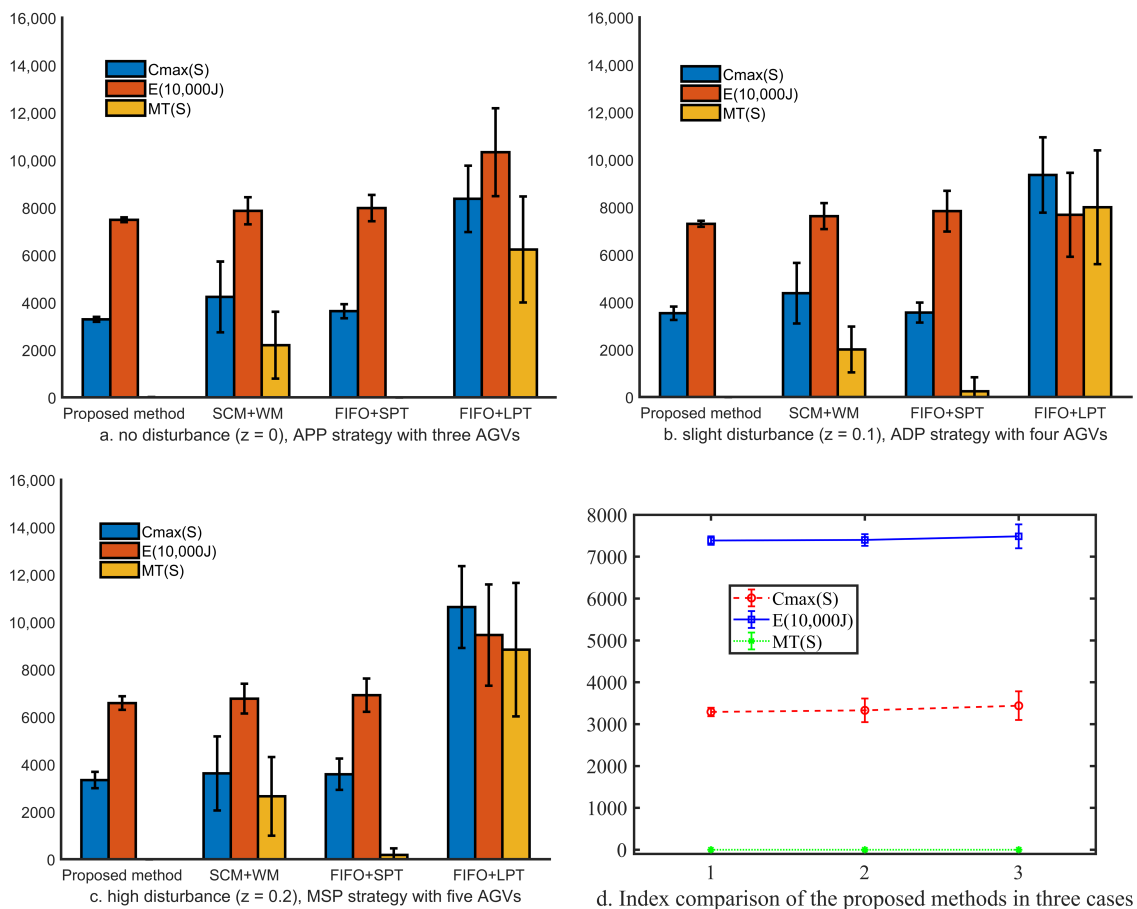 16,000
14,000
12,000
10,000
8000
6000
4000
2000
0
Cmax(S)
E(10,000J)
MT(S)
Proposed method SCM+WM FIFO+SPT FIFO+LPT
a. no disturbance (z = 0), APP strategy with three AGVs
16,000
14,000
12,000
10,000
8000
6000
4000
2000
0
Cmax(S)
E(10,000J)
MT(S)
Proposed method SCM+WM FIFO+SPT FIFO+LPT
b. slight disturbance (z = 0.1), ADP strategy with four AGVs
16,000
14,000
12,000
10,000
8000
6000
4000
2000
0
Cmax(S)
E(10,000J)
MT(S)
Proposed method SCM+WM FIFO+SPT FIFO+LPT
c. high disturbance (z = 0.2), MSP strategy with five AGVs
8000
7000
6000
5000
4000
3000
2000
1000
0
Cmax(S)
E(10,000J)
MT(S)
1 2 3
d. Index comparison of the proposed methods in three cases